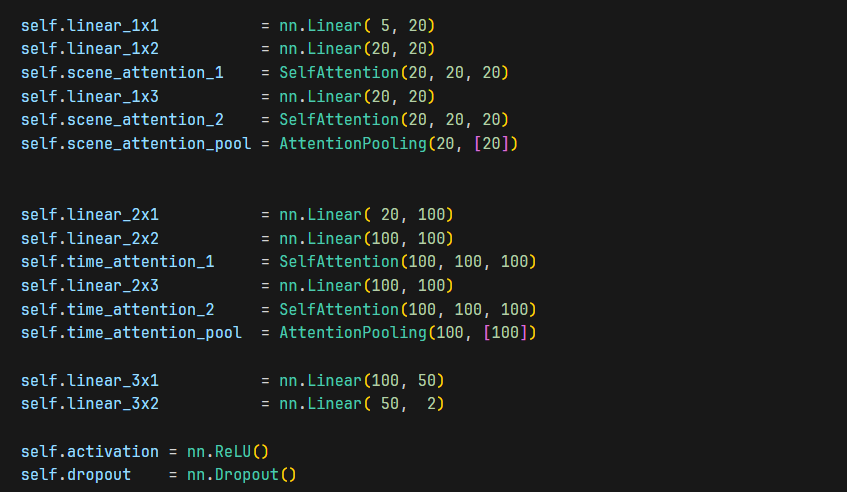 self.linear_1x1           = nn.Linear( 5, 20)
self.linear_1x2           = nn.Linear(20, 20)
self.scene_attention_1    = SelfAttention(20, 20, 20)
self.linear_1x3           = nn.Linear(20, 20)
self.scene_attention_2    = SelfAttention(20, 20, 20)
self.scene_attention_pool = AttentionPooling(20, [20])
self.linear_2x1           = nn.Linear( 20, 100)
self.linear_2x2           = nn.Linear(100, 100)
self.time_attention_1     = SelfAttention(100, 100, 100)
self.linear_2x3           = nn.Linear(100, 100)
self.time_attention_2     = SelfAttention(100, 100, 100)
self.time_attention_pool  = AttentionPooling(100, [100])
self.linear_3x1           = nn.Linear(100, 50)
self.linear_3x2           = nn.Linear( 50,  2)
self.activation = nn.ReLU()
self.dropout    = nn.Dropout()